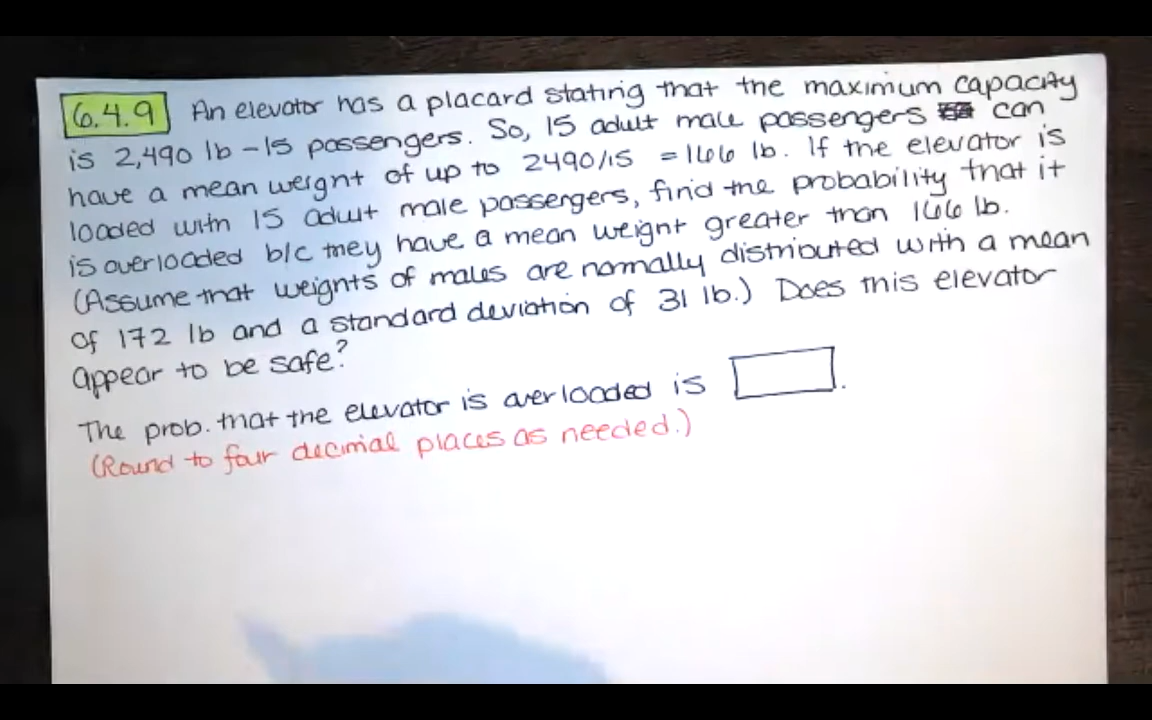 6.4.9 An elevator has a placard stating that the maximum capacity
is 2,490 lb - 15 passengers. So, 15 adult male passengers can
have a mean weight of up to 2490/15 = 166 lb. If the elevator is
loaded with 15 adult male passengers, find the probability that it
is overloaded b/c they have a mean weight greater than 166 lb.
(Assume that weights of males are normally distributed with a mean
of 172 lb and a standard deviation of 31 lb.) Does this elevator
appear to be safe?
The prob. that the elevator is overloaded is .
(Round to four decimal places as needed.)